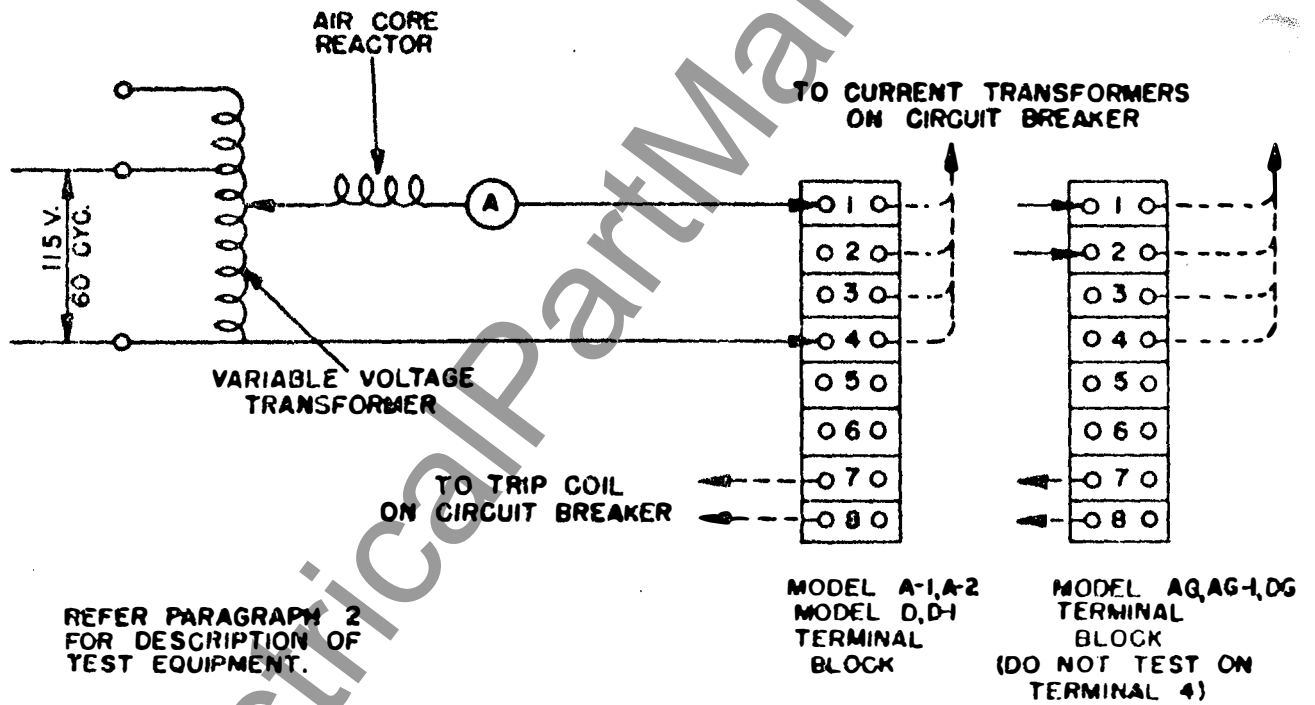 AIR CORE
REACTOR
TO CURRENT TRANSFORMERS
ON CIRCUIT BREAKER
115 V.
60 CYC.
A
1
2
3
4
5
6
7
8
1
2
3
4
5
6
7
8
VARIABLE VOLTAGE
TRANSFORMER
TO TRIP COIL
ON CIRCUIT BREAKER
REFER PARAGRAPH 2
FOR DESCRIPTION OF
TEST EQUIPMENT.
MODEL A-1,A-2
MODEL D,D-1
TERMINAL
BLOCK
MODEL AG,AG-1,DG
TERMINAL
BLOCK
(DO NOT TEST ON
TERMINAL 4)
ctricalPartMa